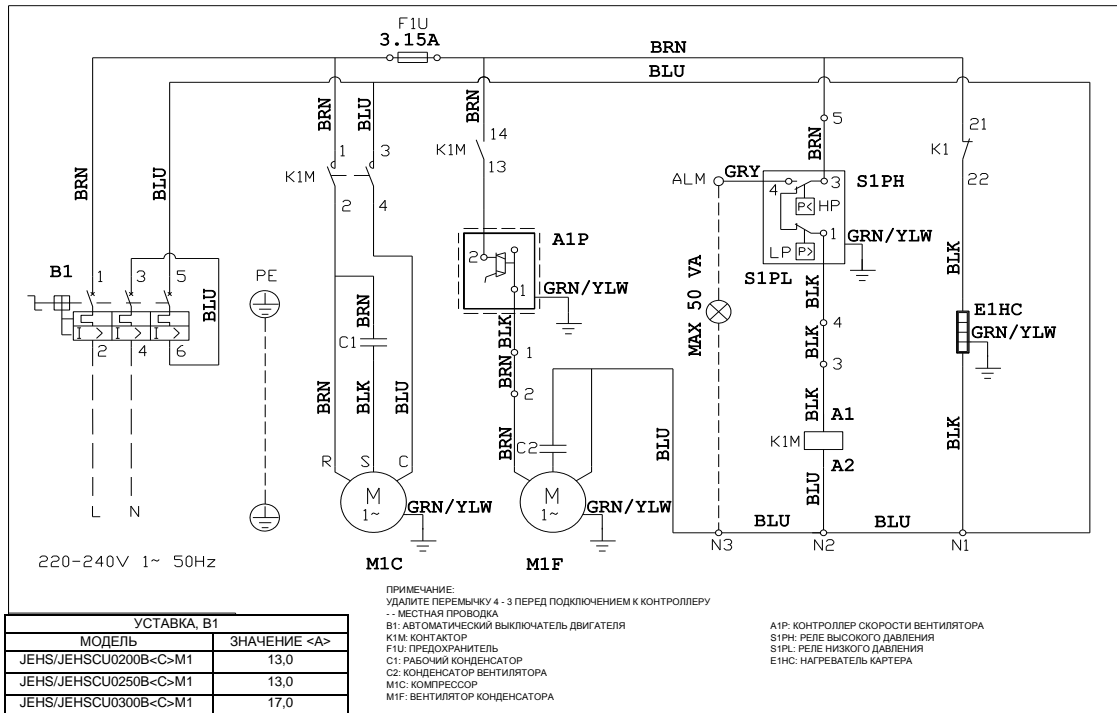 F1U
3.15A
BRN
BLU
BRN
BLU
BRN
BLU
BRN
14
13
K1M
1
3
K1M
2
4
5
BRN
21
K1
22
ALM
GRY
4
3
S1PH
P<
HP
1
LP
P>
S1PL
GRN/YLW
B1
1
3
5
BLU
I >
I >
I >
2
4
6
PE
A1P
2
1
GRN/YLW
BLK
MAX 50 VA
BLK
4
BLK
3
BLK
E1HC
GRN/YLW
BRN
C1
BRN
BLK
BLU
1
BRN
2
BRN
C2
BLU
A1
K1M
A2
BLU
BLK
R
S
C
M
1~
GRN/YLW
M1C
M
1~
GRN/YLW
M1F
L
N
BLU
BLU
N3
N2
N1
220-240V 1~ 50Hz
УСТАВКА, B1
МОДЕЛЬ ЗНАЧЕНИЕ <A>
JEHS/JEHSCU0200B<C>M1 13,0
JEHS/JEHSCU0250B<C>M1 13,0
JEHS/JEHSCU0300B<C>M1 17,0
ПРИМЕЧАНИЕ:
УДАЛИТЕ ПЕРЕМЫЧКУ 4 - 3 ПЕРЕД ПОДКЛЮЧЕНИЕМ К КОНТРОЛЛЕРУ
- - МЕСТНАЯ ПРОВОДКА
B1: АВТОМАТИЧЕСКИЙ ВЫКЛЮЧАТЕЛЬ ДВИГАТЕЛЯ
K1M: КОНТАКТОР
F1U: ПРЕДОХРАНИТЕЛЬ
C1: РАБОЧИЙ КОНДЕНСАТОР
C2: КОНДЕНСАТОР ВЕНТИЛЯТОРА
M1C: КОМПРЕССОР
M1F: ВЕНТИЛЯТОР КОНДЕНСАТОРА
A1P: КОНТРОЛЛЕР СКОРОСТИ ВЕНТИЛЯТОРА
S1PH: РЕЛЕ ВЫСОКОГО ДАВЛЕНИЯ
S1PL: РЕЛЕ НИЗКОГО ДАВЛЕНИЯ
E1HC: НАГРЕВАТЕЛЬ КАРТЕРА